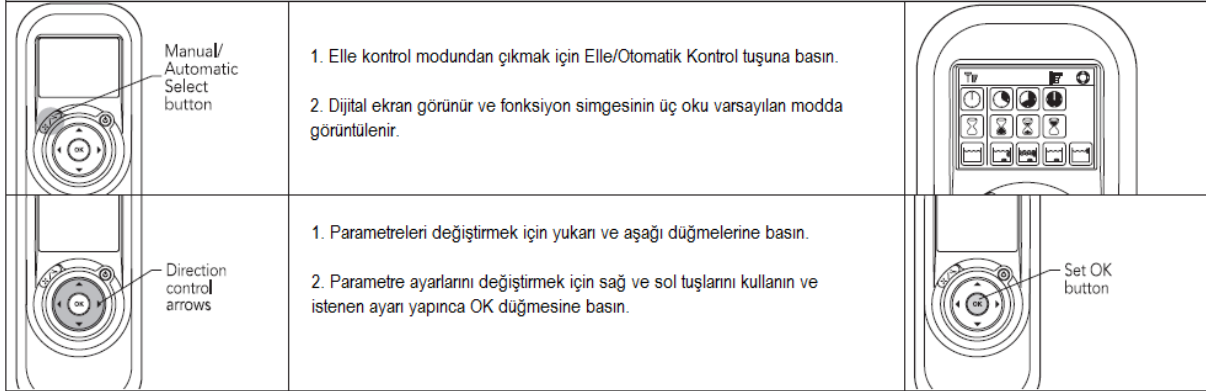 Manual/
Automatic
Select
button
1. Elle kontrol modundan çıkmak için Elle/Otomatik Kontrol tuşuna basın.
2. Dijital ekran görünür ve fonksiyon simgesinin üç oku varsayılan modda
görüntülenir.
Direction
control
arrows
OK
1. Parametreleri değiştirmek için yukarı ve aşağı düğmelerine basın.
2. Parametre ayarlarını değiştirmek için sağ ve sol tuşlarını kullanın ve
istenen ayarı yapınca OK düğmesine basın.
OK
Set OK
button